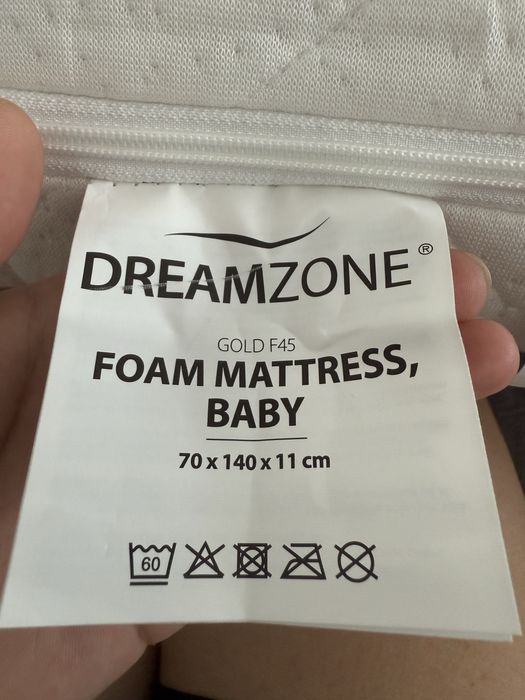 DREAMZONE®
GOLD F45
FOAM MATTRESS,
BABY
70 x 140 x 11 cm
60